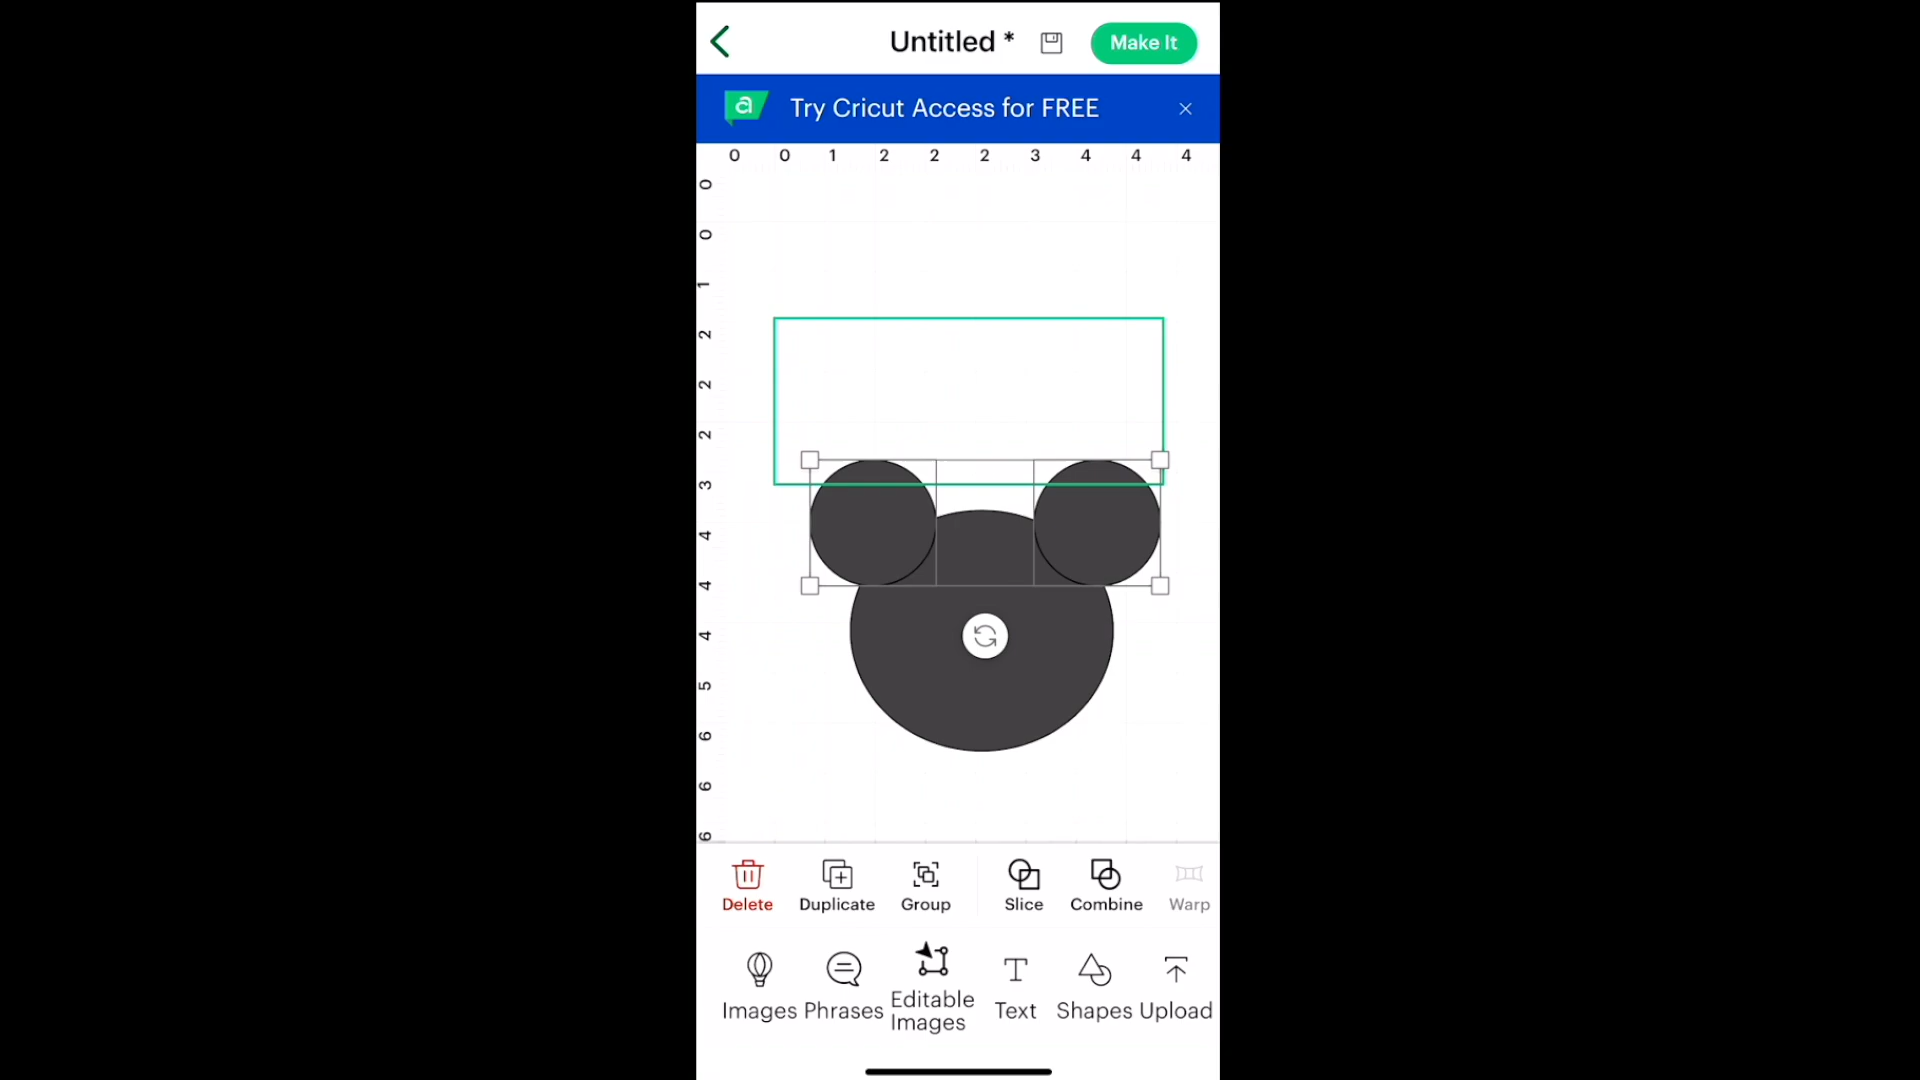 Untitled *
Make It
a Try Cricut Access for FREE
0 0 1 2 2 2 3 4 4 4
0
0
1
2
2
2
3
4
4
4
5
6
6
6
Delete Duplicate Group Slice Combine Warp
Images Phrases Editable Images Text Shapes Upload